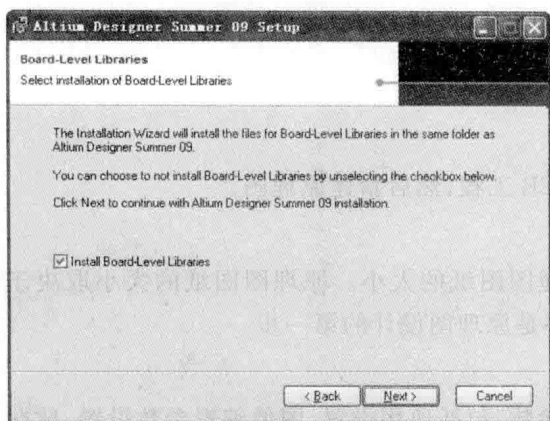 Altium Designer Summer 09 Setup
Board-Level Libraries
Select installation of Board-Level Libraries
The Installation Wizard will install the files for Board-Level Libraries in the same folder as
Altium Designer Summer 09.
You can choose to not install Board-Level Libraries by unselecting the checkbox below.
Click Next to continue with Altium Designer Summer 09 installation.
Install Board-Level Libraries
< Back
Next >
Cancel